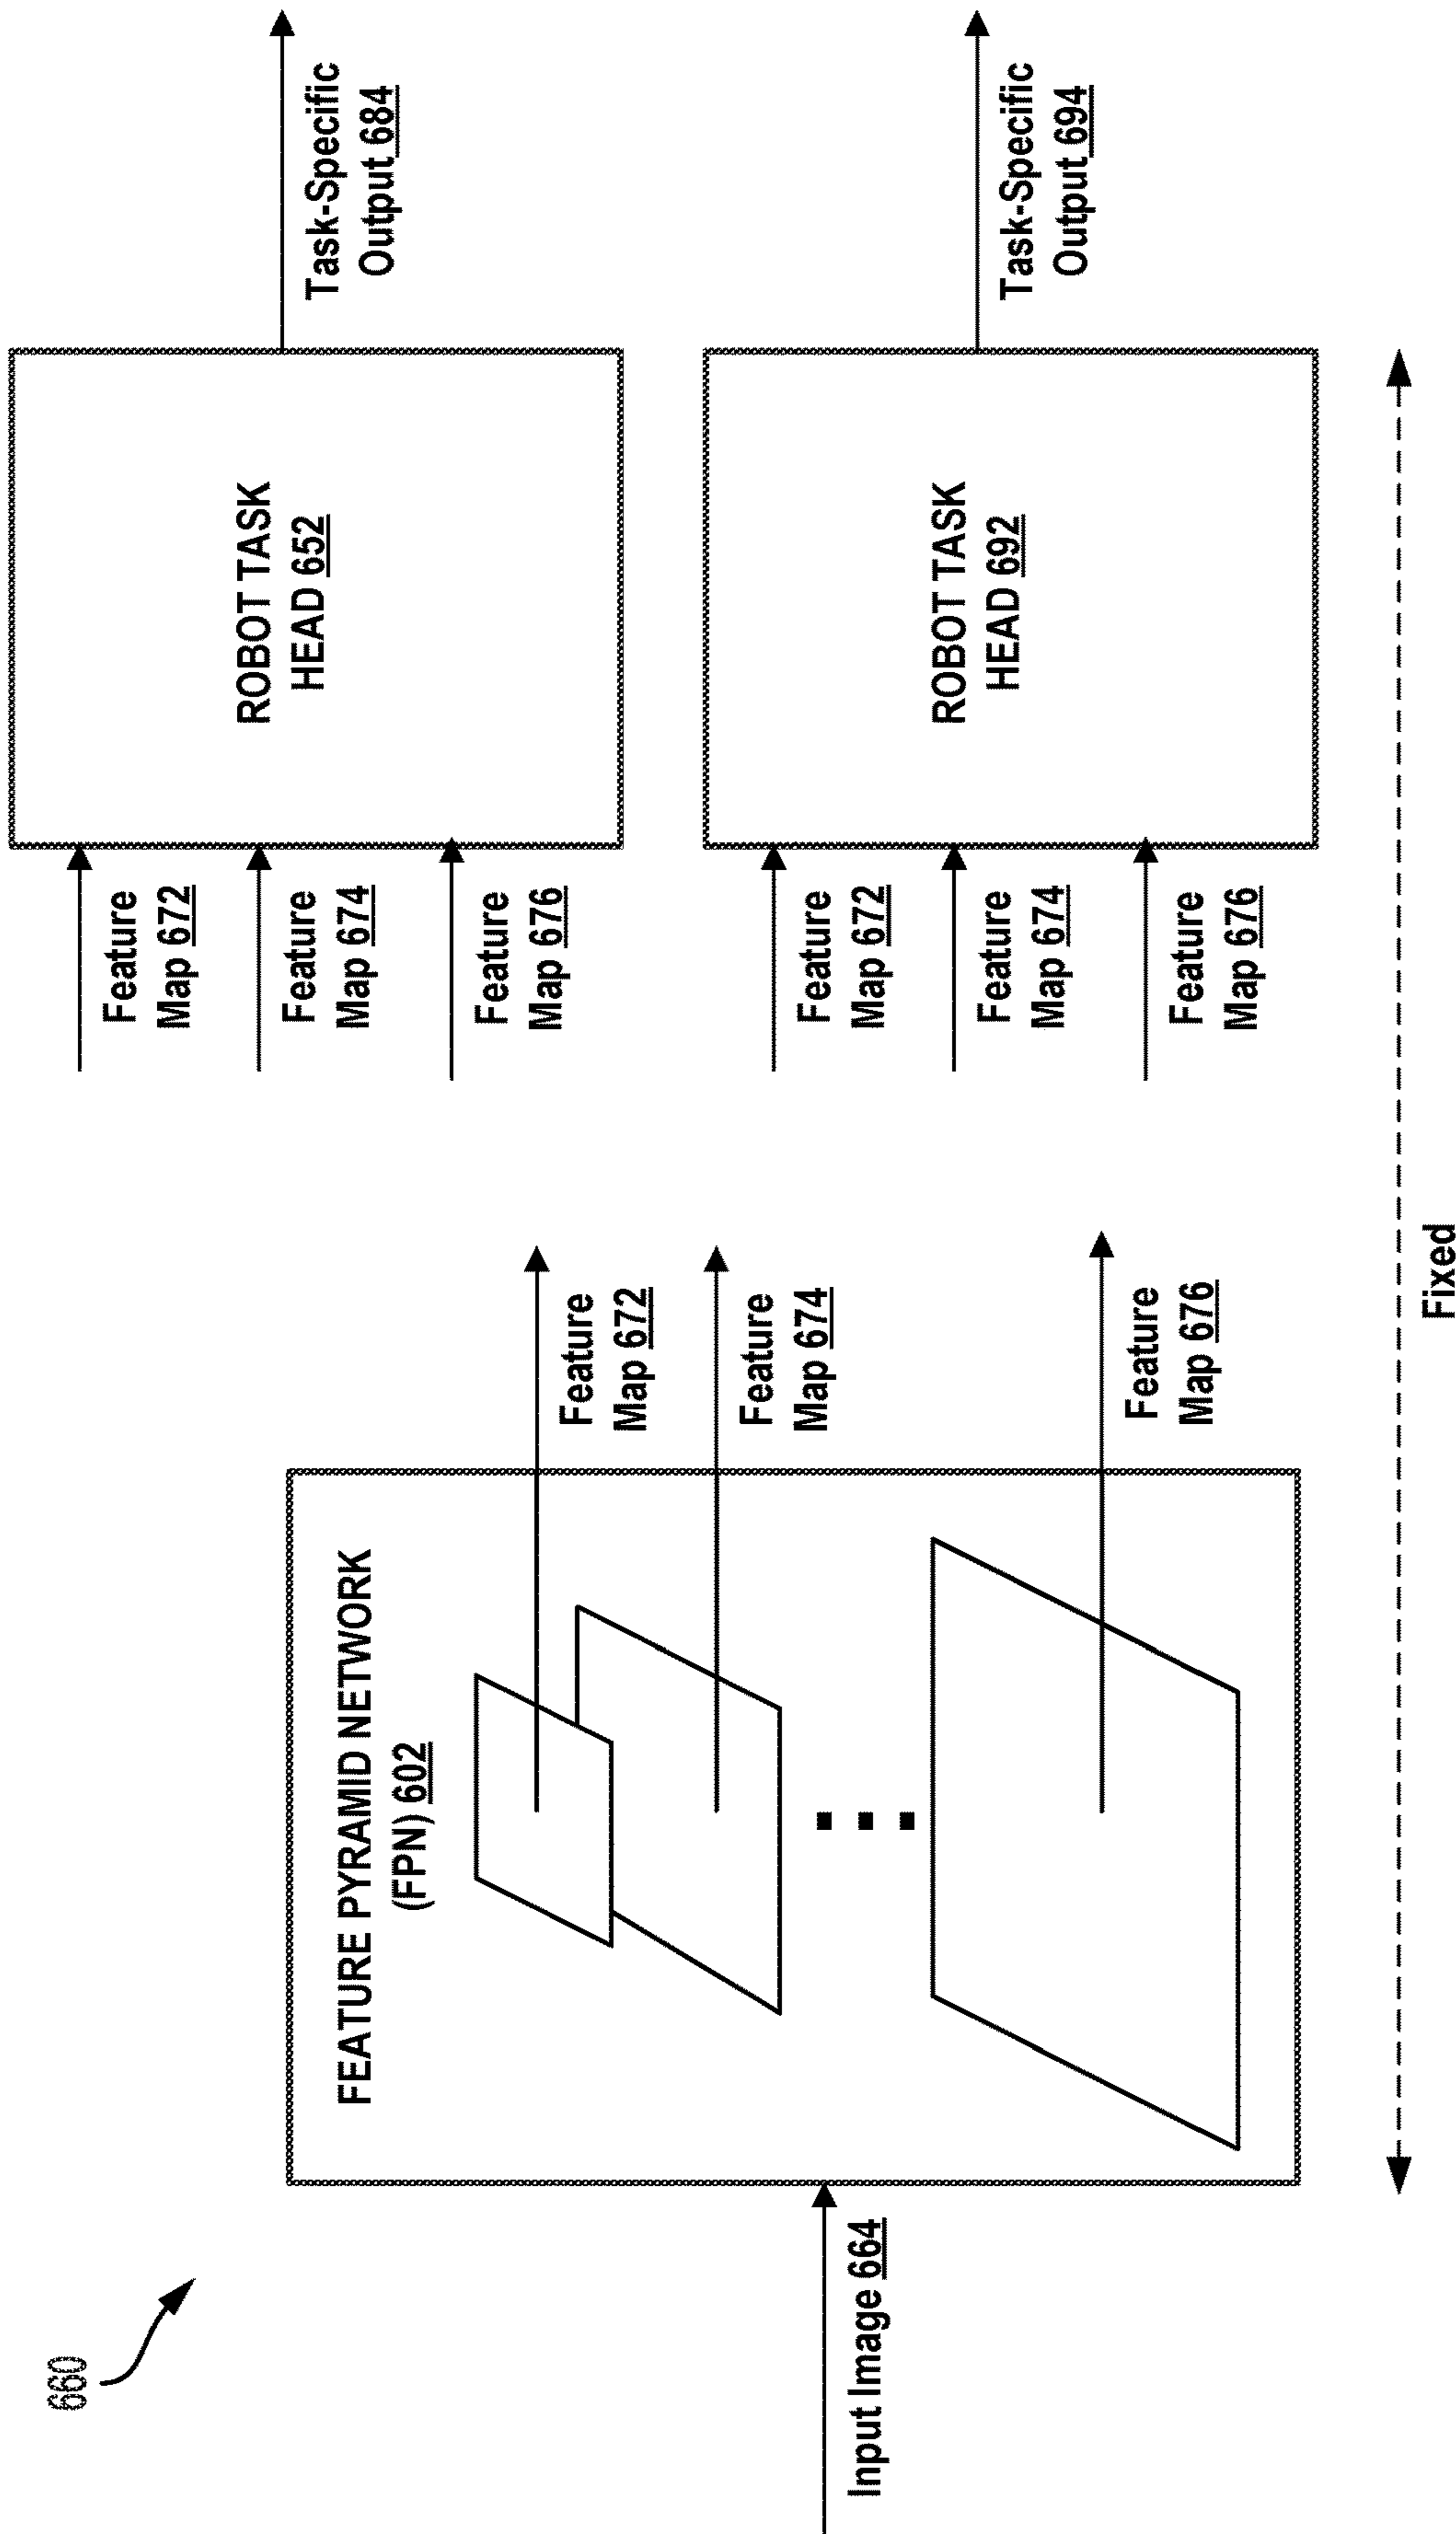 660
Input Image 664
FEATURE PYRAMID NETWORK
(FPN) 602
Feature
Map 672
Feature
Map 674
Feature
Map 676
Feature
Map 672
Feature
Map 674
Feature
Map 676
ROBOT TASK
HEAD 652
Task-Specific
Output 684
Feature
Map 672
Feature
Map 674
Feature
Map 676
ROBOT TASK
HEAD 692
Task-Specific
Output 694
Fixed